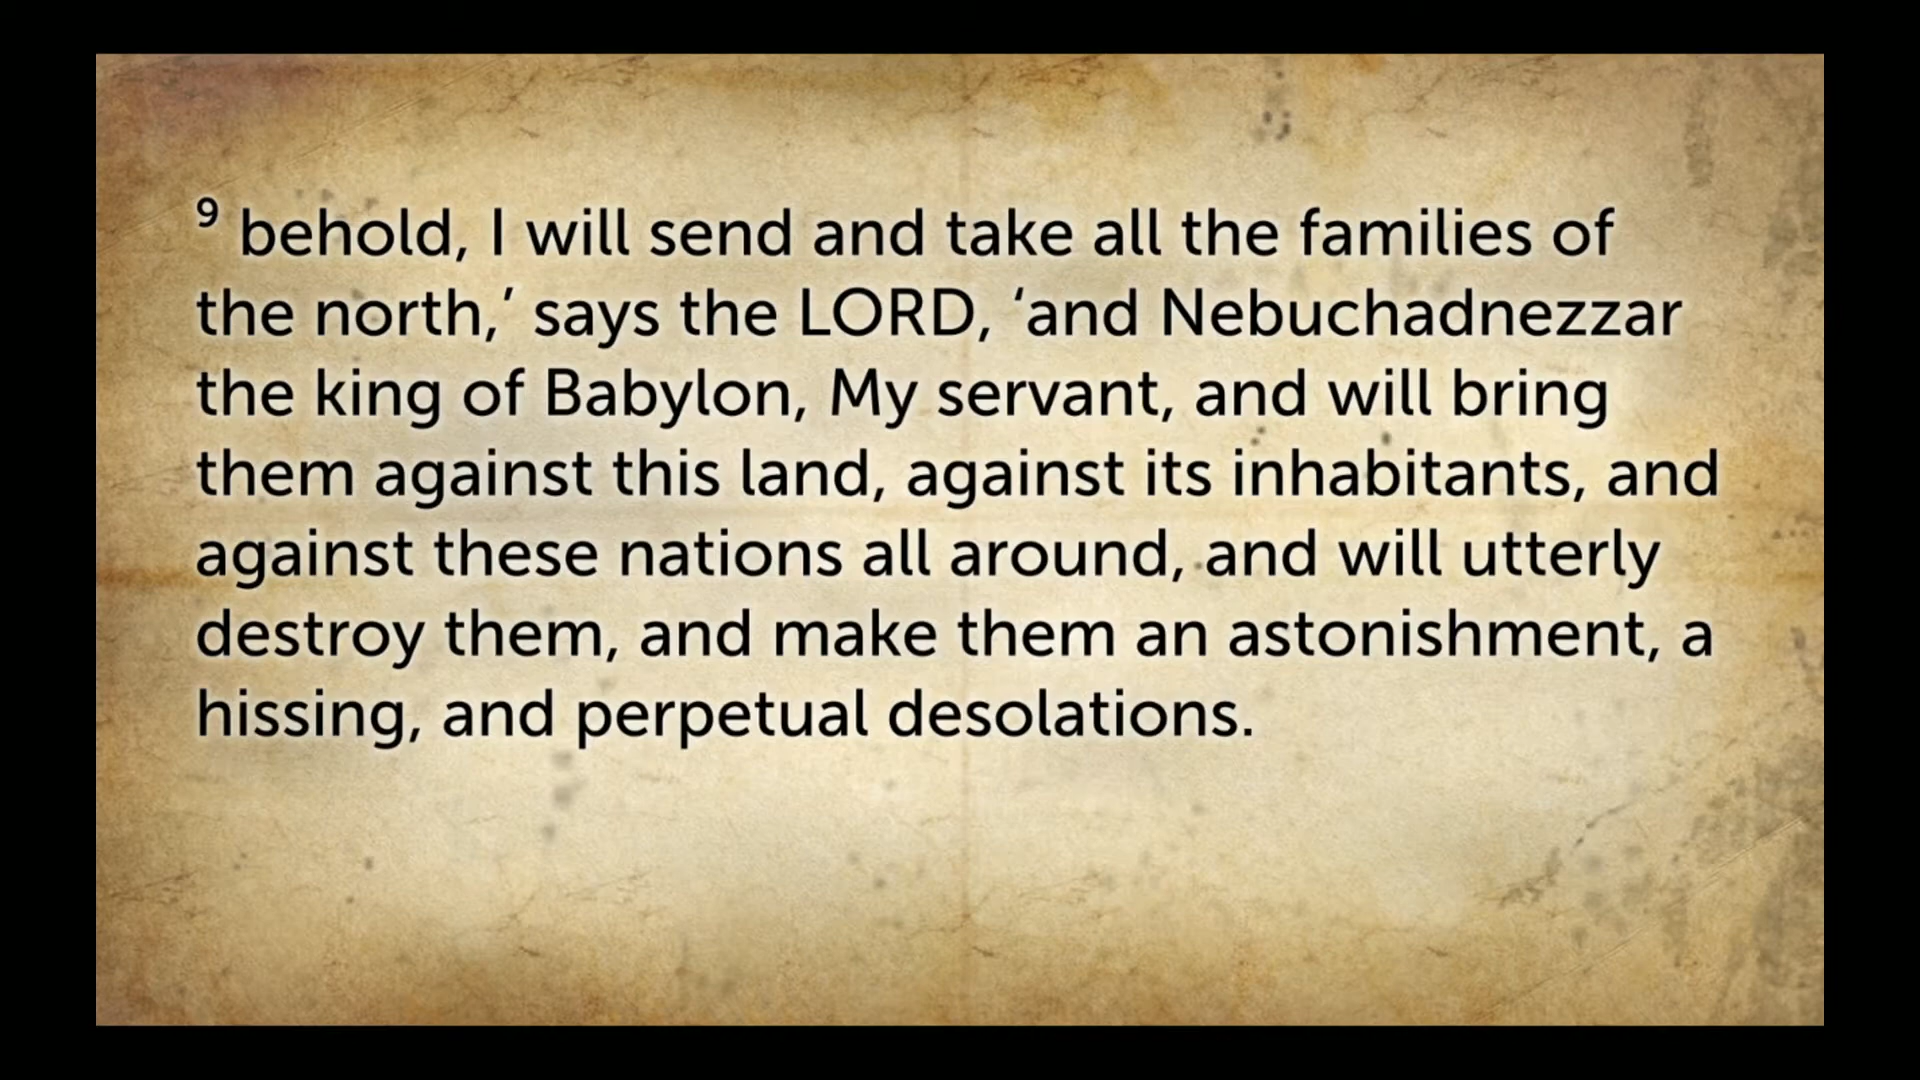 9 behold, I will send and take all the families of
the north,’ says the LORD, ‘and Nebuchadnezzar
the king of Babylon, My servant, and will bring
them against this land, against its inhabitants, and
against these nations all around, and will utterly
destroy them, and make them an astonishment, a
hissing, and perpetual desolations.